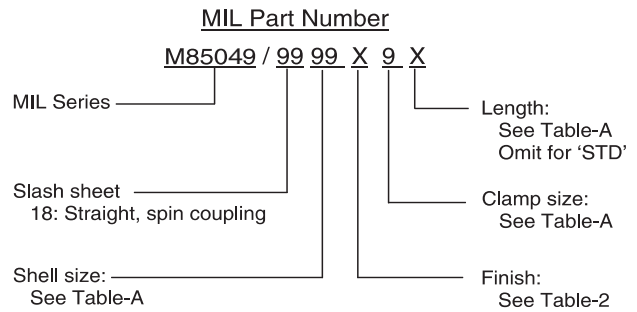 MIL Part Number
M85049 / 99 99 X 9 X
MIL Series
Slash sheet
18: Straight, spin coupling
Shell size:
See Table-A
Length:
See Table-A
Omit for ‘STD’
Clamp size:
See Table-A
Finish:
See Table-2